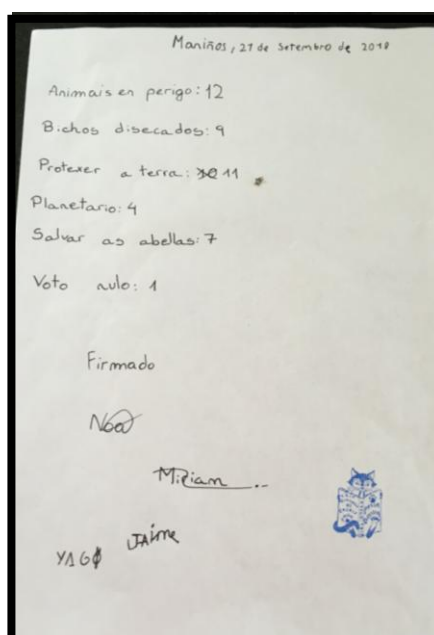 Maniños, 21 de Setembro de 2018
Animais en perigo: 12
Bichos disecados: 9
Protexer a terra: 11
Planetario: 4
Salvar as abellas: 7
Voto nulo: 1
Firmado
Noa
Miriam
JAime
YAGO